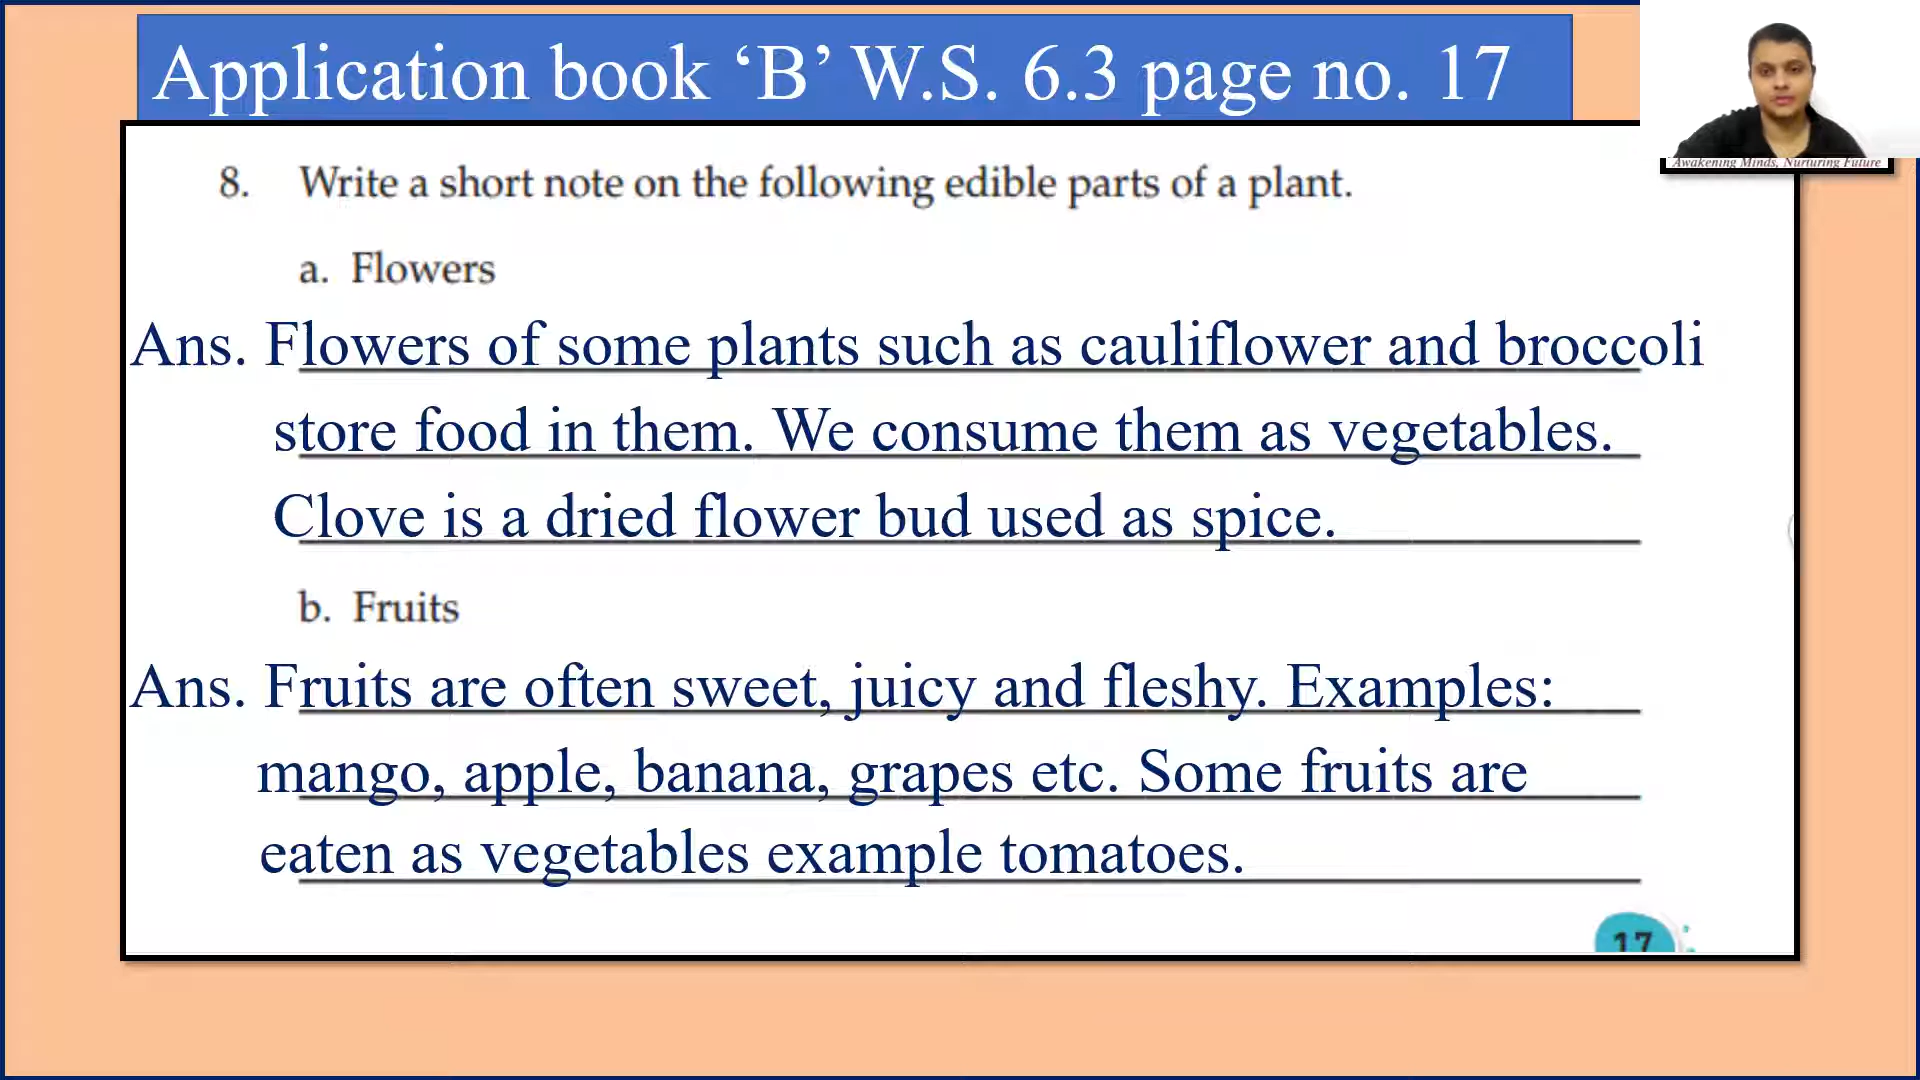 Application book ‘B’ W.S. 6.3 page no. 17
Awakening Minds, Nurturing Future
8. Write a short note on the following edible parts of a plant.
a. Flowers
Ans. Flowers of some plants such as cauliflower and broccoli
store food in them. We consume them as vegetables.
Clove is a dried flower bud used as spice.
b. Fruits
Ans. Fruits are often sweet, juicy and fleshy. Examples:
mango, apple, banana, grapes etc. Some fruits are
eaten as vegetables example tomatoes.
17